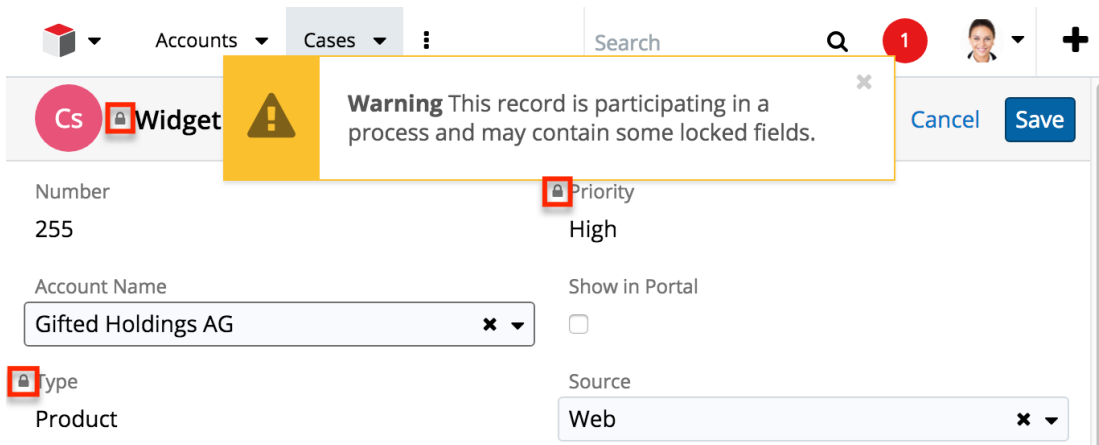 Accounts Cases Search 1
Warning This record is participating in a
process and may contain some locked fields.
Cs Widget Cancel Save
Number Priority
255 High
Account Name Show in Portal
Gifted Holdings AG
Type Source
Product Web